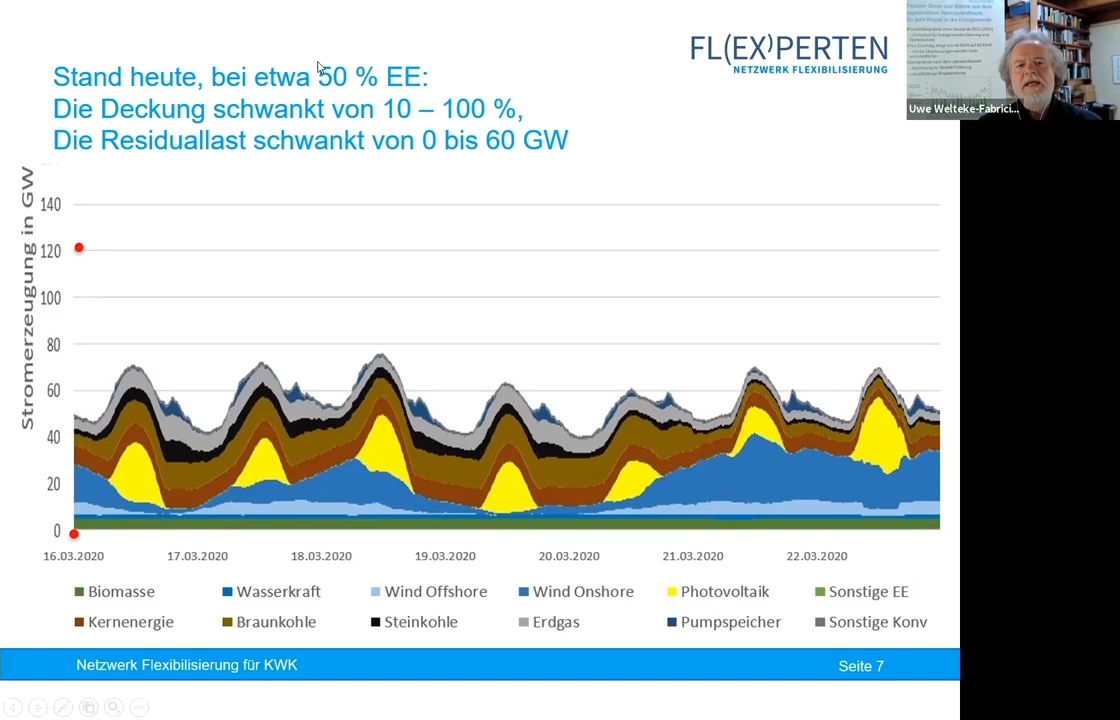 FL(EX)PERTEN
NETZWERK FLEXIBILISIERUNG
Uwe Welteke-Fabrici...
Stand heute, bei etwa 50 % EE:
Die Deckung schwankt von 10 – 100 %,
Die Residuallast schwankt von 0 bis 60 GW
Stromerzeugung in GW
140
120
100
80
60
40
20
0
16.03.2020 17.03.2020 18.03.2020 19.03.2020 20.03.2020 21.03.2020 22.03.2020
Biomasse Wasserkraft Wind Offshore Wind Onshore Photovoltaik Sonstige EE
Kernenergie Braunkohle Steinkohle Erdgas Pumpspeicher Sonstige Konv
Netzwerk Flexibilisierung für KWK Seite 7